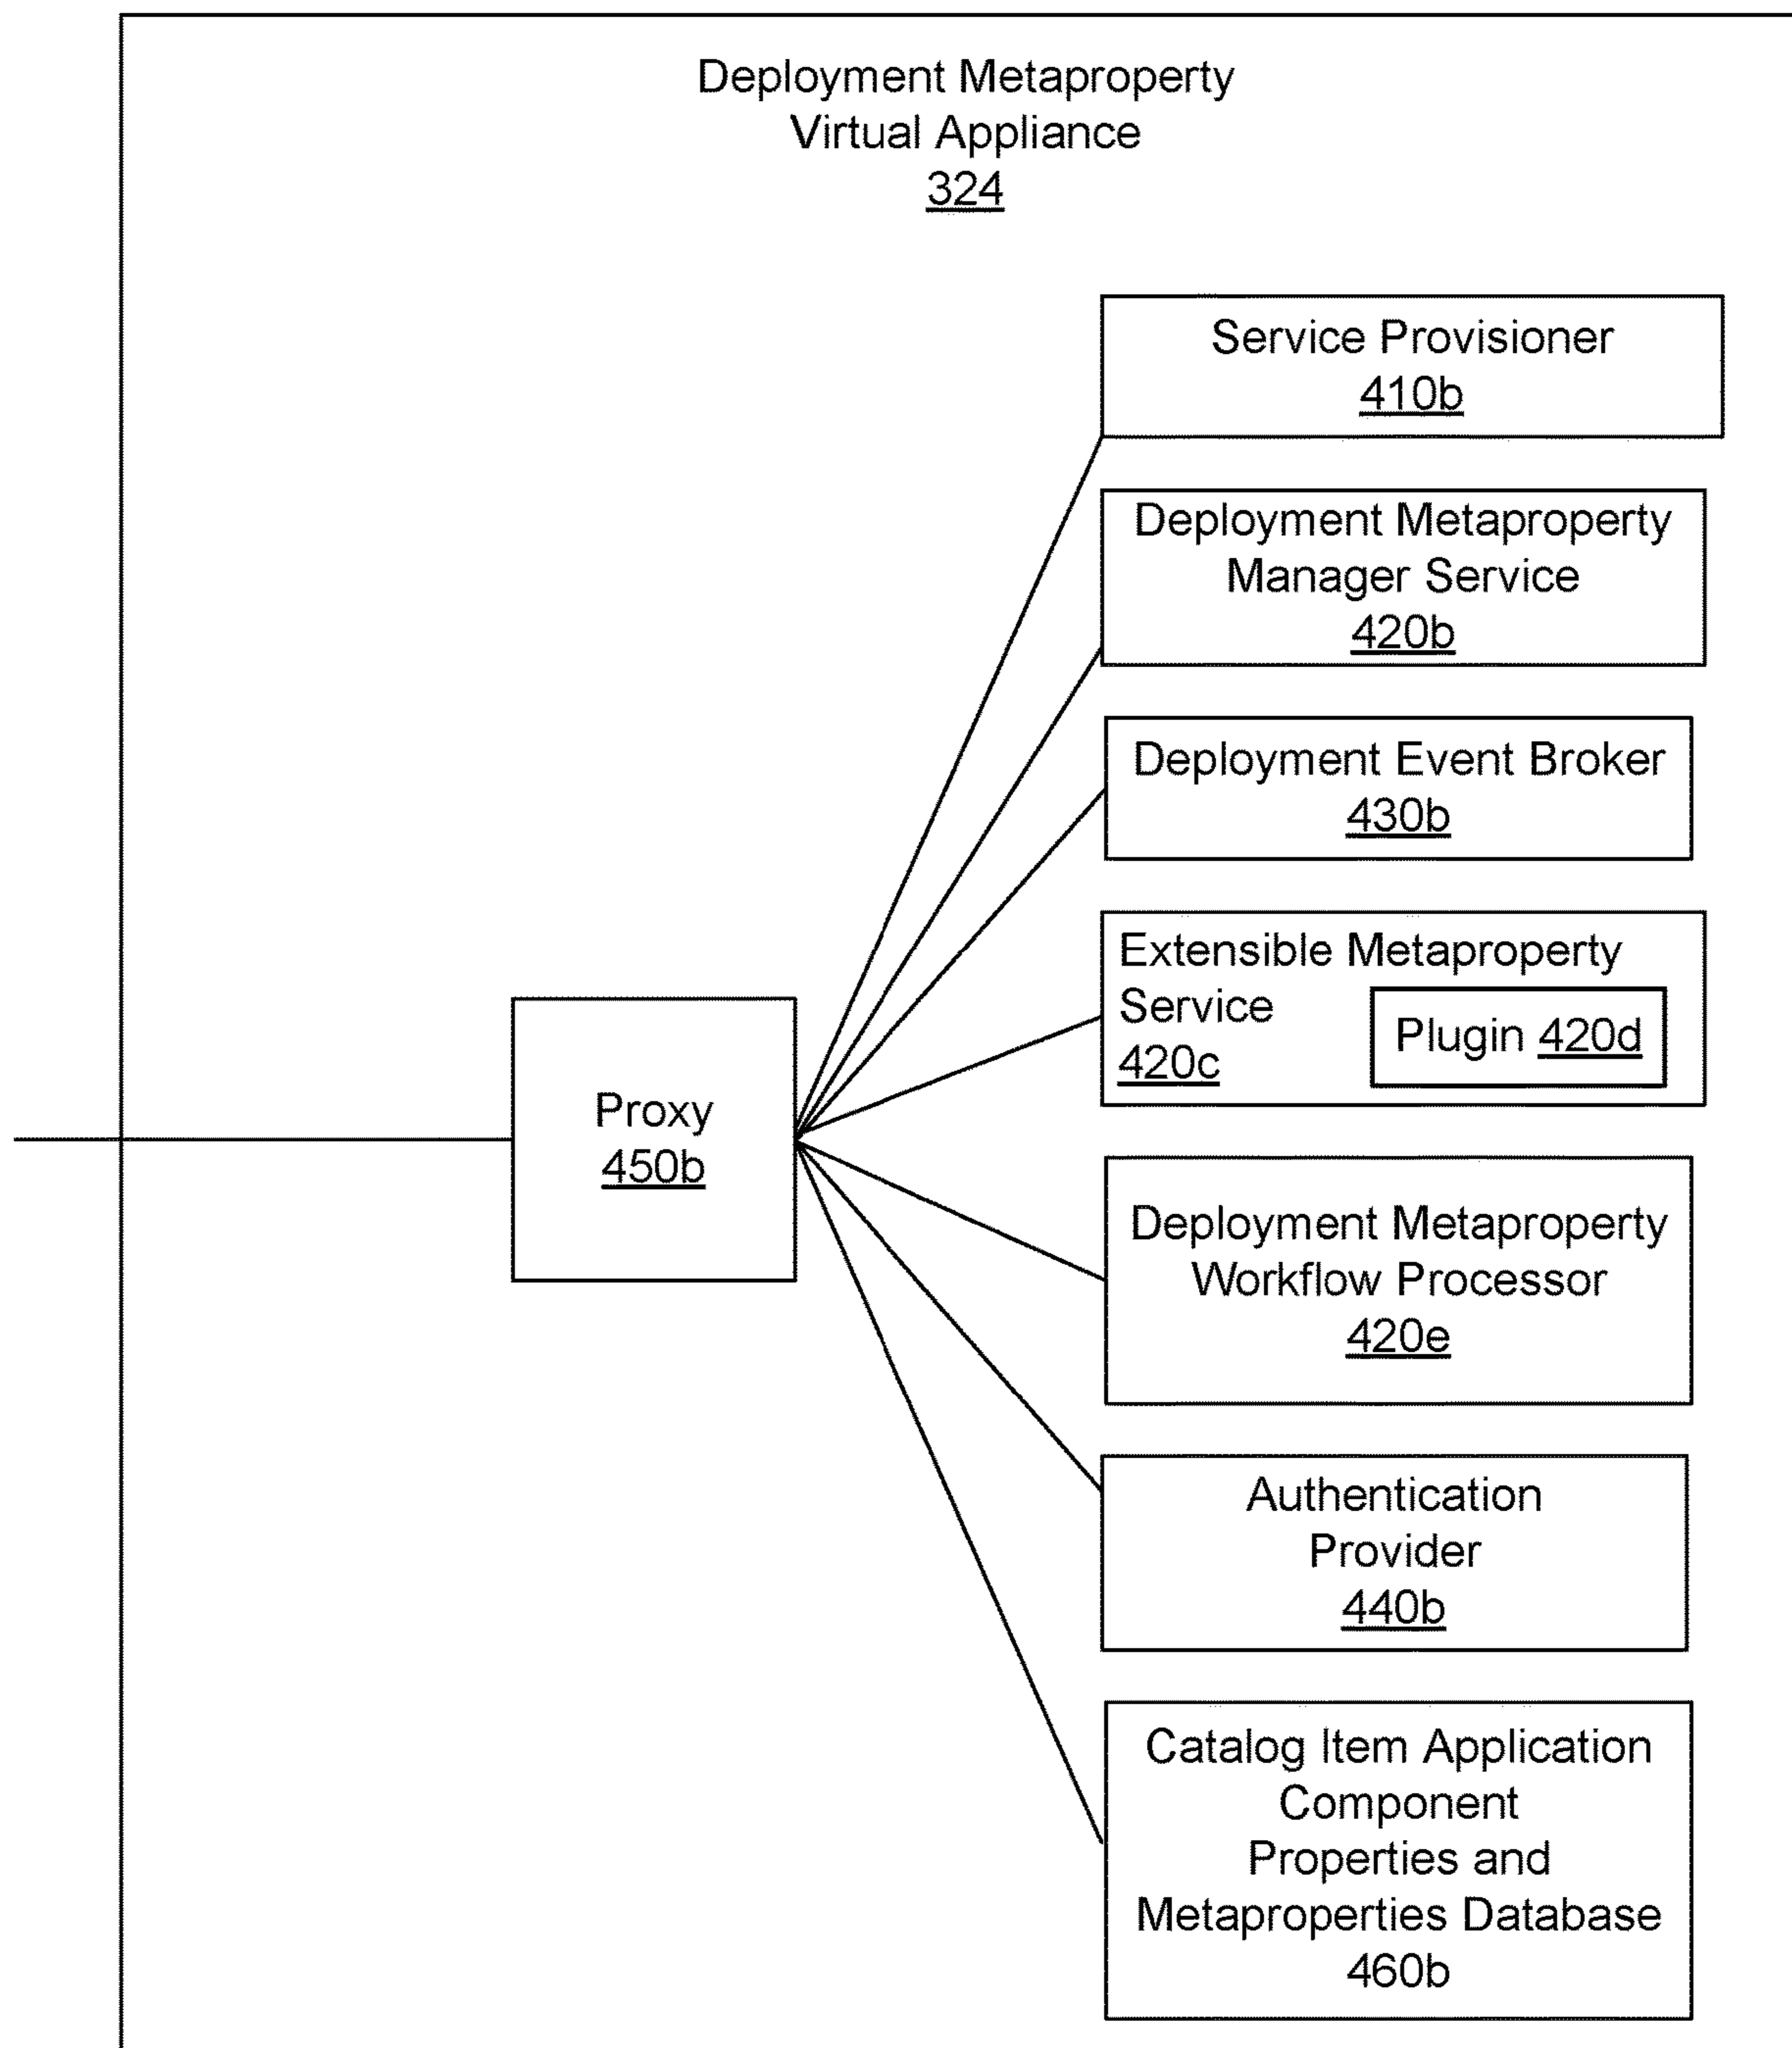 Deployment Metaproperty
Virtual Appliance
324
Service Provisioner
410b
Deployment Metaproperty
Manager Service
420b
Deployment Event Broker
430b
Extensible Metaproperty
Service
420c
Plugin 420d
Proxy
450b
Deployment Metaproperty
Workflow Processor
420e
Authentication
Provider
440b
Catalog Item Application
Component
Properties and
Metaproperties Database
460b